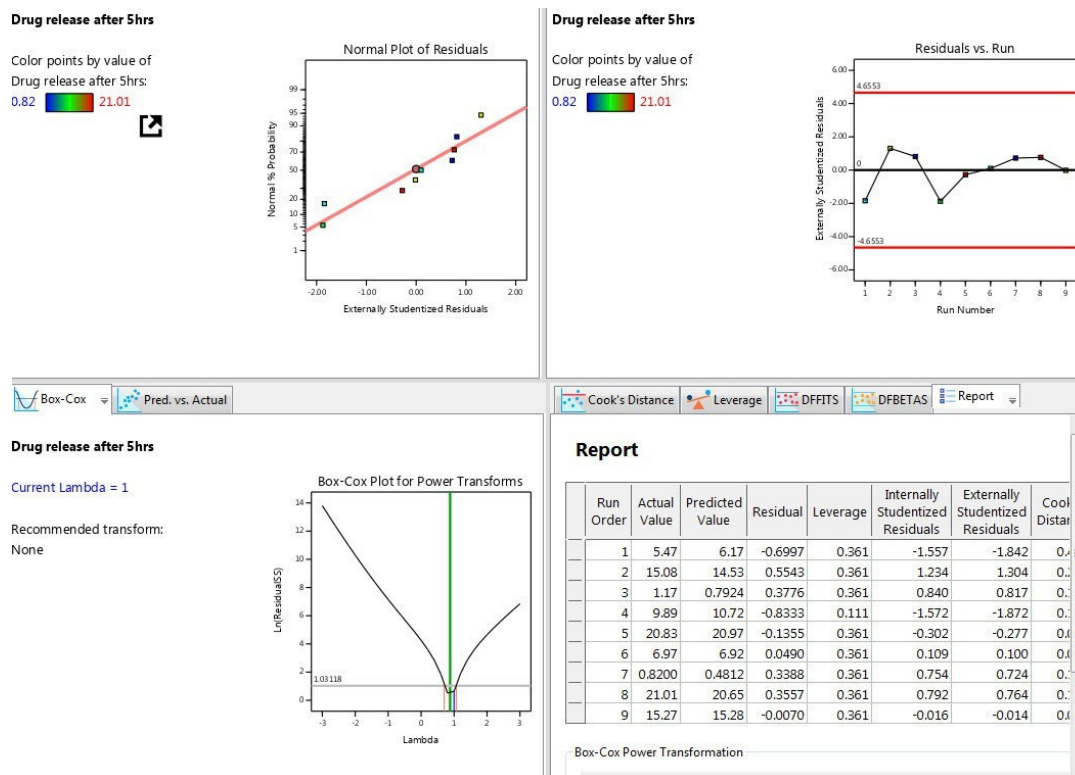 Drug release after 5hrs
Color points by value of
Drug release after 5hrs:
0.82 21.01
Normal Plot of Residuals
Normal % Probability
99
95
90
70
50
20
10
5
1
-2.00 -1.00 0.00 1.00 2.00
Externally Studentized Residuals
Drug release after 5hrs
Color points by value of
Drug release after 5hrs:
0.82 21.01
Residuals vs. Run
Externally Studentized Residuals
6.00
4.6553
4.00
2.00
0
0.00
-2.00
-4.00
-4.6553
-6.00
1 2 3 4 5 6 7 8 9
Run Number
Box-Cox Pred. vs. Actual
Drug release after 5hrs
Current Lambda = 1
Recommended transform:
None
Box-Cox Plot for Power Transforms
Ln(ResidualSS)
14
12
10
8
6
4
2
1.03118
0
-3 -2 -1 0 1 2 3
Lambda
Cook's Distance Leverage DFFITS DFBETAS Report
Report
Run Order Actual Value Predicted Value Residual Leverage Internally Studentized Residuals Externally Studentized Residuals
1 5.47 6.17 -0.6997 0.361 -1.557 -1.842
2 15.08 14.53 0.5543 0.361 1.234 1.304
3 1.17 0.7924 0.3776 0.361 0.840 0.817
4 9.89 10.72 -0.8333 0.111 -1.572 -1.872
5 20.83 20.97 -0.1355 0.361 -0.302 -0.277
6 6.97 6.92 0.0490 0.361 0.109 0.100
7 0.8200 0.4812 0.3388 0.361 0.754 0.724
8 21.01 20.65 0.3557 0.361 0.792 0.764
9 15.27 15.28 -0.0070 0.361 -0.016 -0.014
Box-Cox Power Transformation